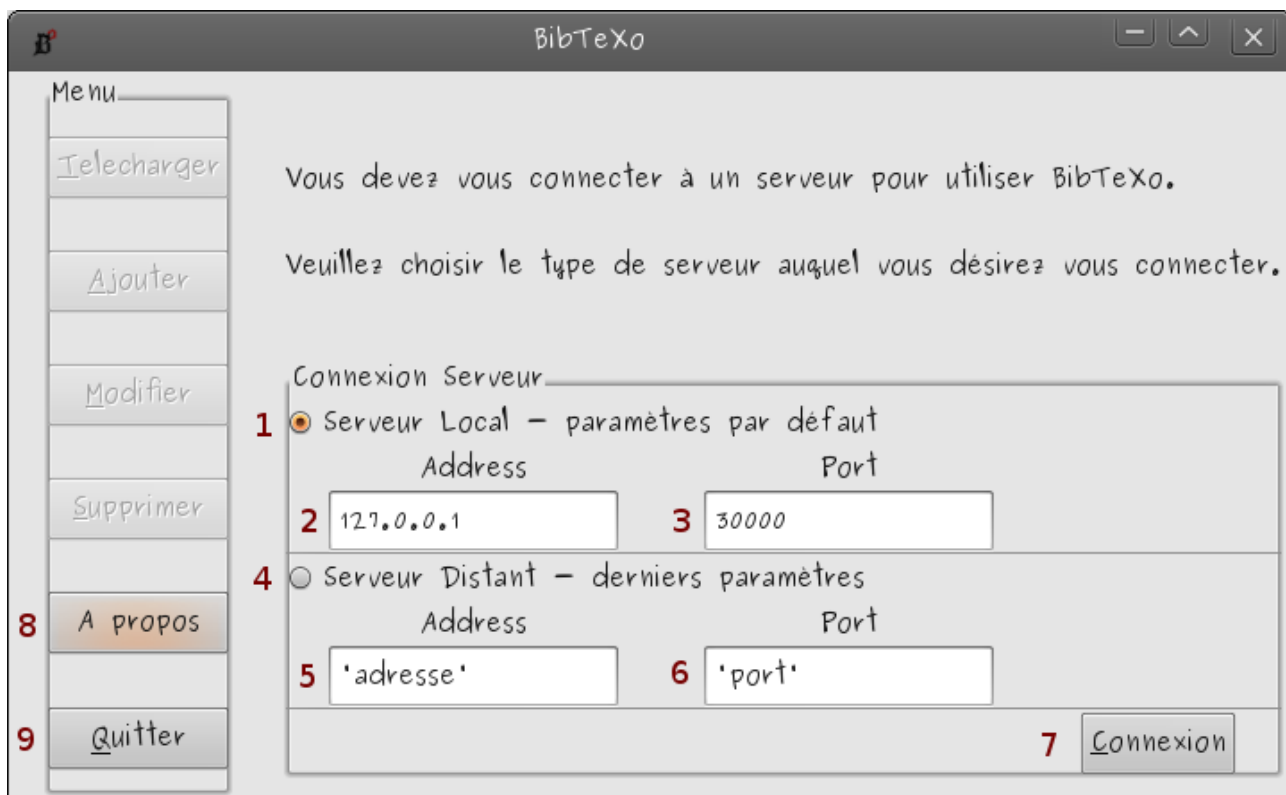 BibTeXo
Menu
Telecharger
Ajouter
Modifier
Supprimer
8 A propos
9 Quitter
Vous devez vous connecter à un serveur pour utiliser BibTeXo.
Veuillez choisir le type de serveur auquel vous désirez vous connecter.
Connexion Serveur
1 Serveur Local – paramètres par défaut
Address Port
2 127.0.0.1 3 30000
4 Serveur Distant – derniers paramètres
Address Port
5 'adresse' 6 'port'
7 Connexion